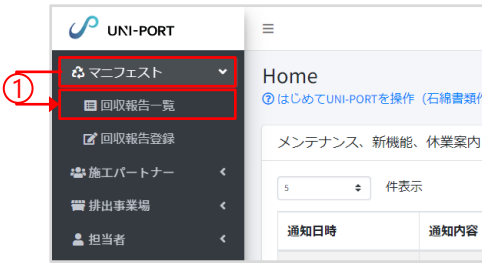 UNI-PORT
① マニフェスト
回収報告一覧
回収報告登録
施工パートナー
排出事業場
担当者
Home
?はじめてUNI-PORTを操作（石綿書類作
メンテナンス、新機能、休業案内
5 件表示
通知日時 通知内容